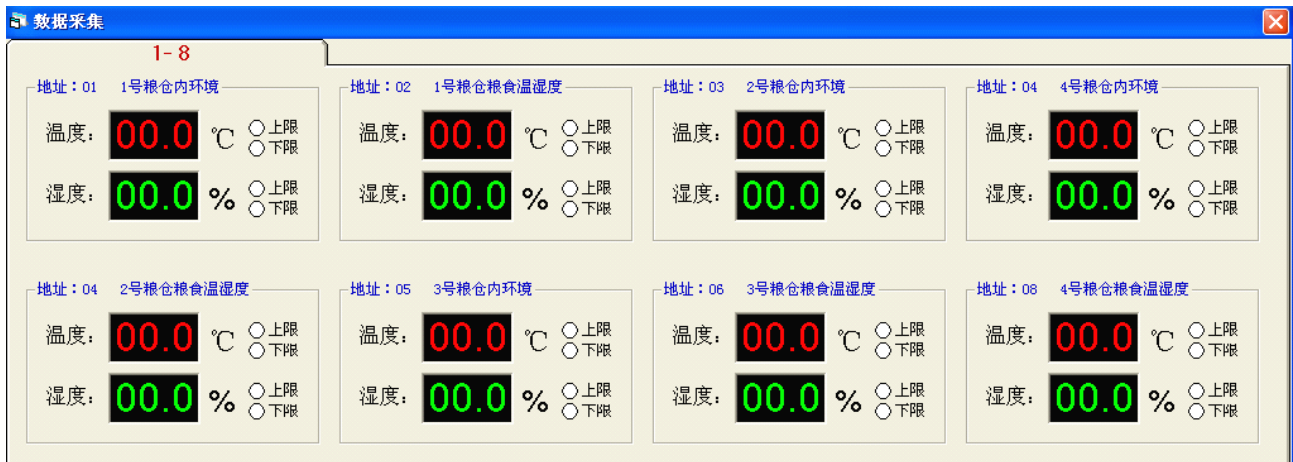 数据采集
1-8
地址：01 1号粮仓内环境
温度： 00.0 ℃ 上限
下限
湿度： 00.0 % 上限
下限
地址：02 1号粮仓粮食温湿度
温度： 00.0 ℃ 上限
下限
湿度： 00.0 % 上限
下限
地址：03 2号粮仓内环境
温度： 00.0 ℃ 上限
下限
湿度： 00.0 % 上限
下限
地址：04 4号粮仓内环境
温度： 00.0 ℃ 上限
下限
湿度： 00.0 % 上限
下限
地址：04 2号粮仓粮食温湿度
温度： 00.0 ℃ 上限
下限
湿度： 00.0 % 上限
下限
地址：05 3号粮仓内环境
温度： 00.0 ℃ 上限
下限
湿度： 00.0 % 上限
下限
地址：06 3号粮仓粮食温湿度
温度： 00.0 ℃ 上限
下限
湿度： 00.0 % 上限
下限
地址：08 4号粮仓粮食温湿度
温度： 00.0 ℃ 上限
下限
湿度： 00.0 % 上限
下限